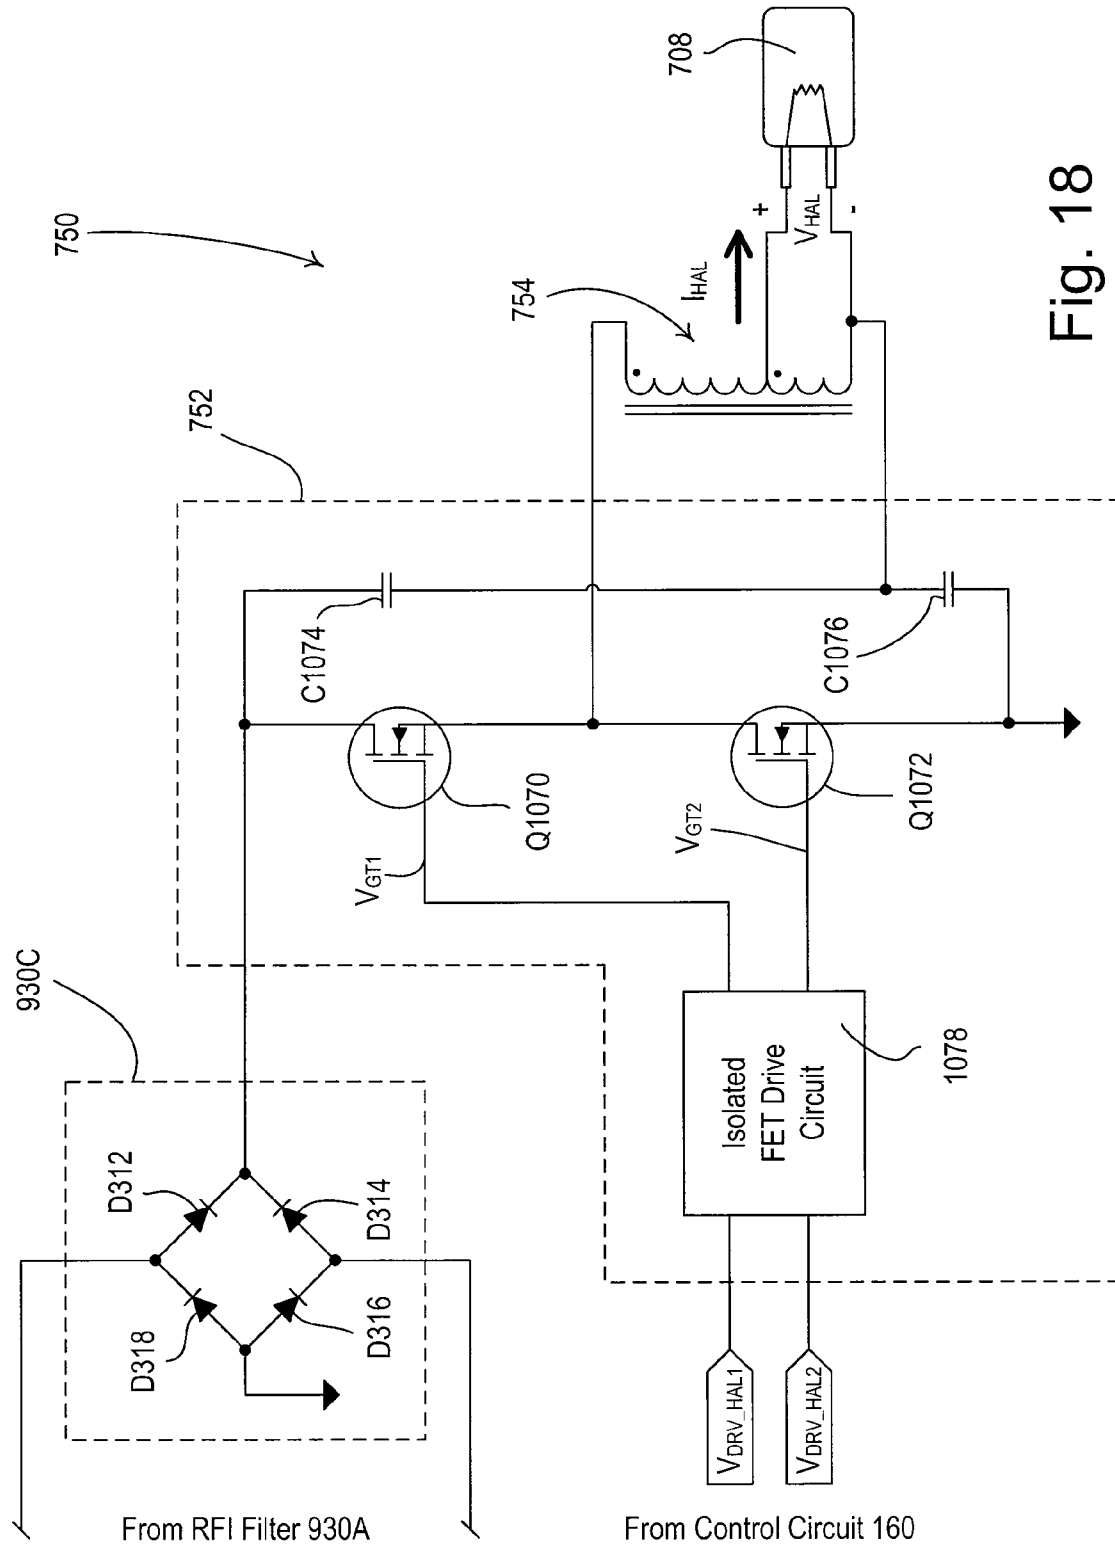 750
708
754
I_HAL
+
V_HAL
-
752
C1074
C1076
Q1070
Q1072
V_GT1
V_GT2
930C
D312
D314
D316
D318
Isolated
FET Drive
Circuit
1078
V_DRV_HAL1
V_DRV_HAL2
From RFI Filter 930A
From Control Circuit 160
Fig. 18